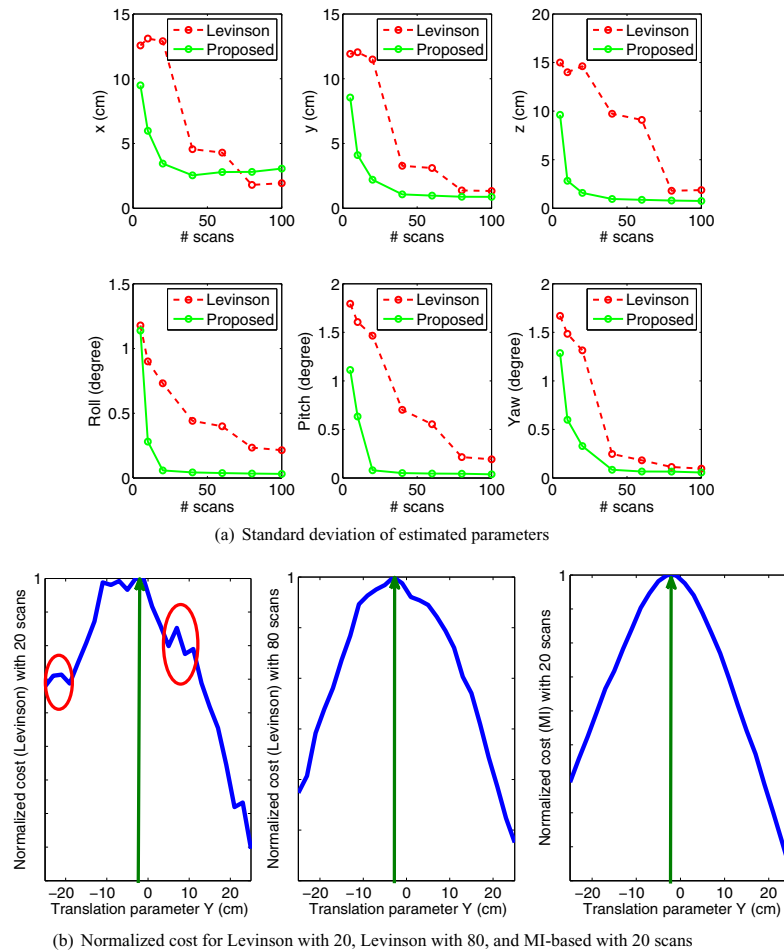 15
10
5
0
x (cm)
0 50 100
# scans
Levinson
Proposed
15
10
5
0
y (cm)
0 50 100
# scans
Levinson
Proposed
20
15
10
5
0
z (cm)
0 50 100
# scans
Levinson
Proposed
1.5
1
0.5
0
Roll (degree)
0 50 100
# scans
Levinson
Proposed
2
1.5
1
0.5
0
Pitch (degree)
0 50 100
# scans
Levinson
Proposed
2
1.5
1
0.5
0
Yaw (degree)
0 50 100
# scans
Levinson
Proposed
(a) Standard deviation of estimated parameters
1
Normalized cost (Levinson) with 20 scans
−20 −10 0 10 20
Translation parameter Y (cm)
1
Normalized cost (Levinson) with 80 scans
−20 −10 0 10 20
Translation parameter Y (cm)
1
Normalized cost (MI) with 20 scans
−20 −10 0 10 20
Translation parameter Y (cm)
(b) Normalized cost for Levinson with 20, Levinson with 80, and MI-based with 20 scans